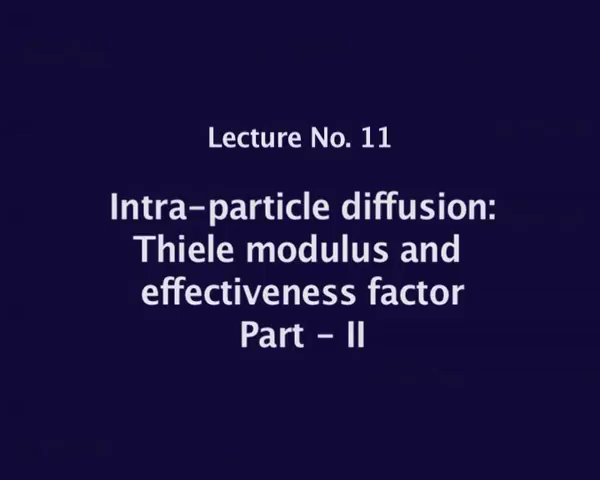 Lecture No. 11
Intra-particle diffusion:
Thiele modulus and
effectiveness factor
Part - II